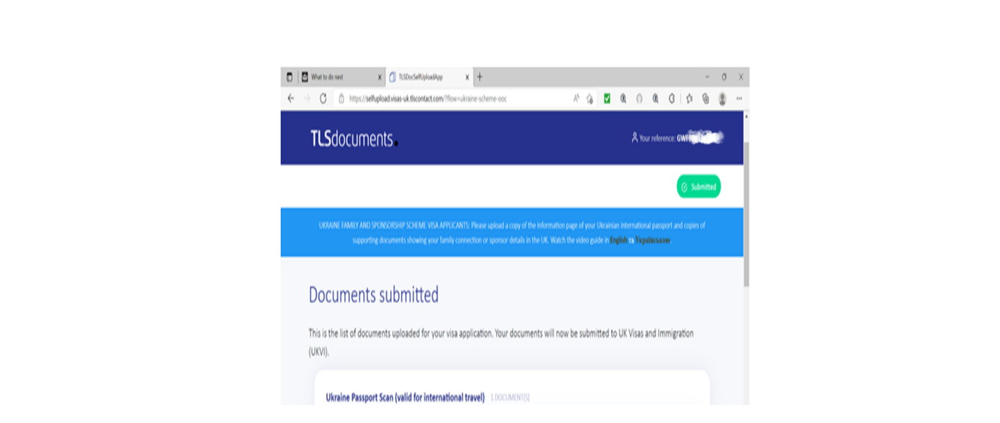 What to do next
TLSDocSelfUploadApp
https://selfupload.visas-uk.tlscontact.com/?flow=ukraine-scheme-ooc
TLSdocuments.
Your reference: GWF
Submitted
UKRAINE FAMILY AND SPONSORSHIP SCHEME VISA APPLICANTS: Please upload a copy of the information page of your Ukrainian international passport and copies of
supporting documents showing your family connection or sponsor details in the UK. Watch the video guide in English та Українською.
Documents submitted
This is the list of documents uploaded for your visa application. Your documents will now be submitted to UK Visas and Immigration
(UKVI).
Ukraine Passport Scan (valid for international travel) 1 DOCUMENT(S)